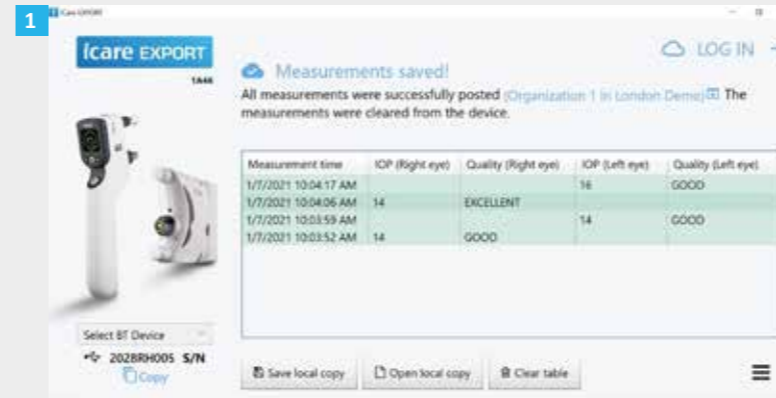 1
iCare EXPORT
icare EXPORT
LOG IN
Measurements saved!
All measurements were successfully posted (Organization 1 in London Demo) The
measurements were cleared from the device.
Measurement time IOP (Right eye) Quality (Right eye) IOP (Left eye) Quality (Left eye)
1/7/2021 10:04:17 AM 16 GOOD
1/7/2021 10:04:06 AM 14 EXCELLENT
1/7/2021 10:03:59 AM 14 GOOD
1/7/2021 10:03:52 AM 14 GOOD
Select BT Device
2028RH005 S/N
Copy
Save local copy Open local copy Clear table